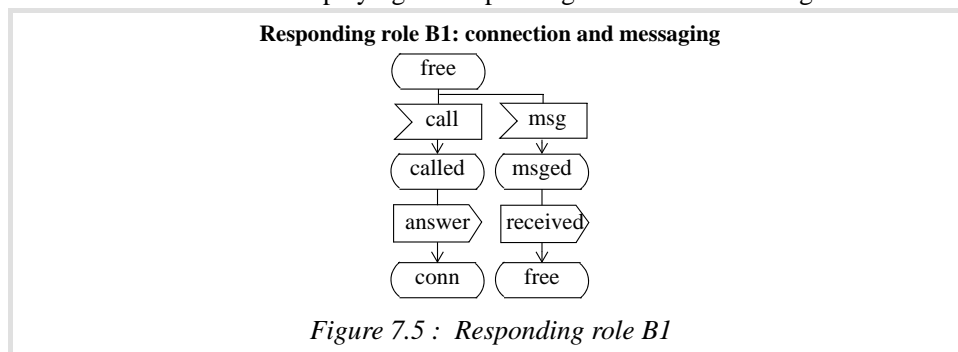 Responding role B1: connection and messaging
free
call msg
called msged
answer received
conn free
Figure 7.5 : Responding role B1